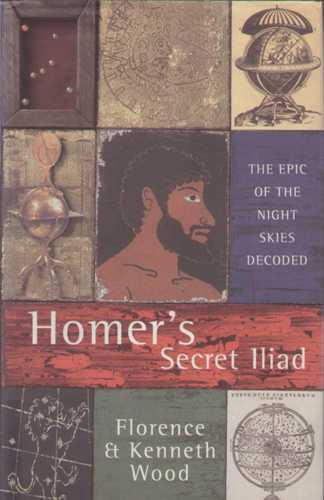 THE EPIC
OF THE
NIGHT
SKIES
DECODED
Homer's
Secret Iliad
Florence
& Kenneth
Wood